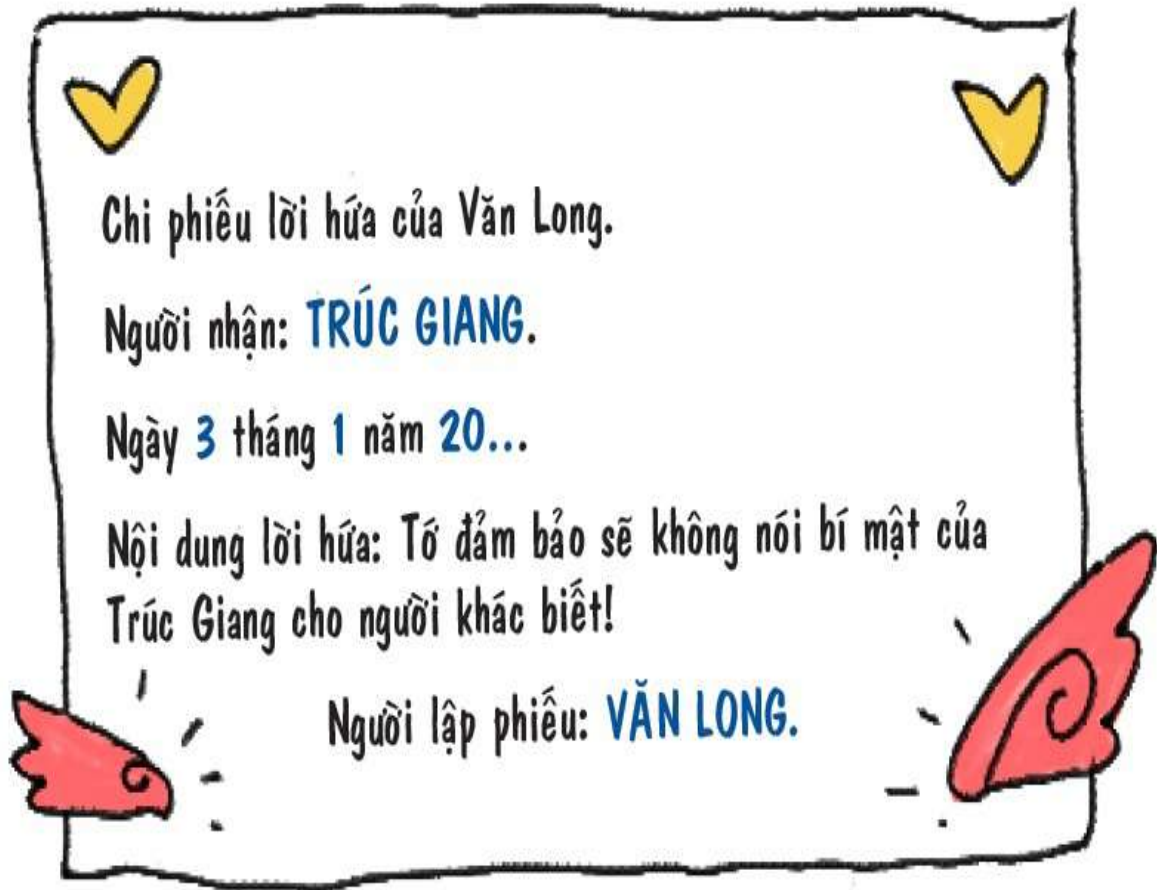 Chi phiếu lời hứa của Văn Long.
Người nhận: TRÚC GIANG.
Ngày 3 tháng 1 năm 20...
Nội dung lời hứa: Tớ đảm bảo sẽ không nói bí mật của
Trúc Giang cho người khác biết!
Người lập phiếu: VĂN LONG.